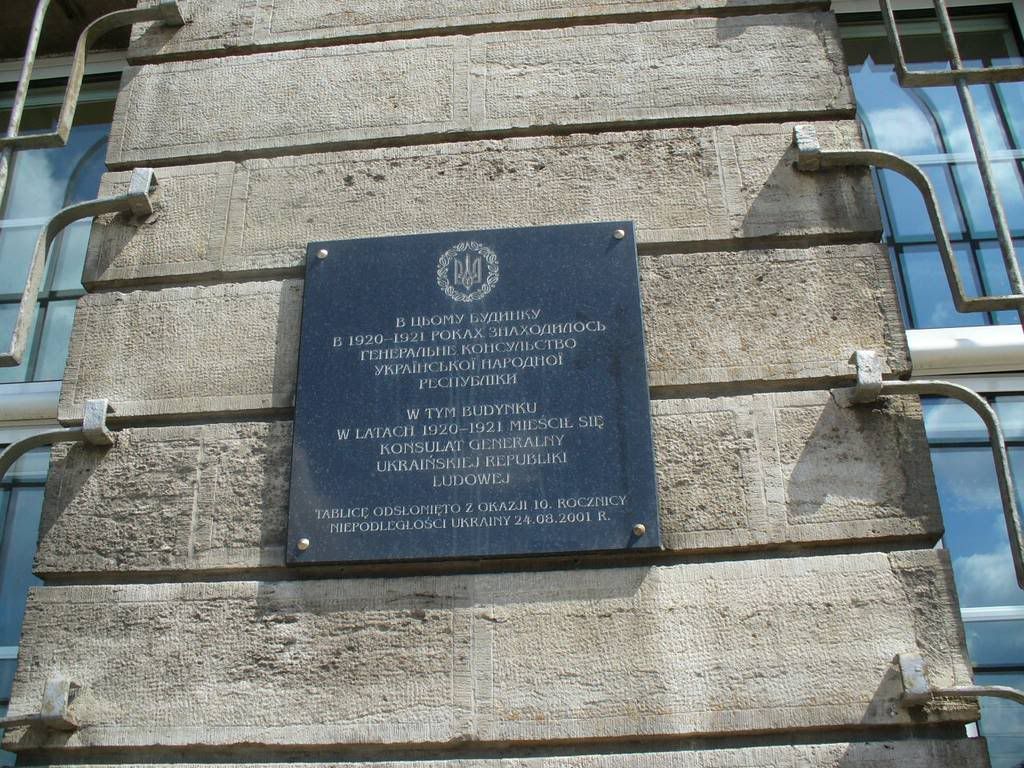 В ЦЬОМУ БУДИНКУ
В 1920-1921 РОКАХ ЗНАХОДИЛОСЬ
ГЕНЕРАЛЬНЕ КОНСУЛЬСТВО
УКРАЇНСЬКОЇ НАРОДНОЇ
РЕСПУБЛІКИ
W TYM BUDYNKU
W LATACH 1920-1921 MIEŚCIŁ SIĘ
KONSULAT GENERALNY
UKRAIŃSKIEJ REPUBLIKI
LUDOWEJ
TABLICĘ ODSŁONIĘTO Z OKAZJI 10. ROCZNICY
NIEPODLEGŁOŚCI UKRAINY 24.08.2001 R.